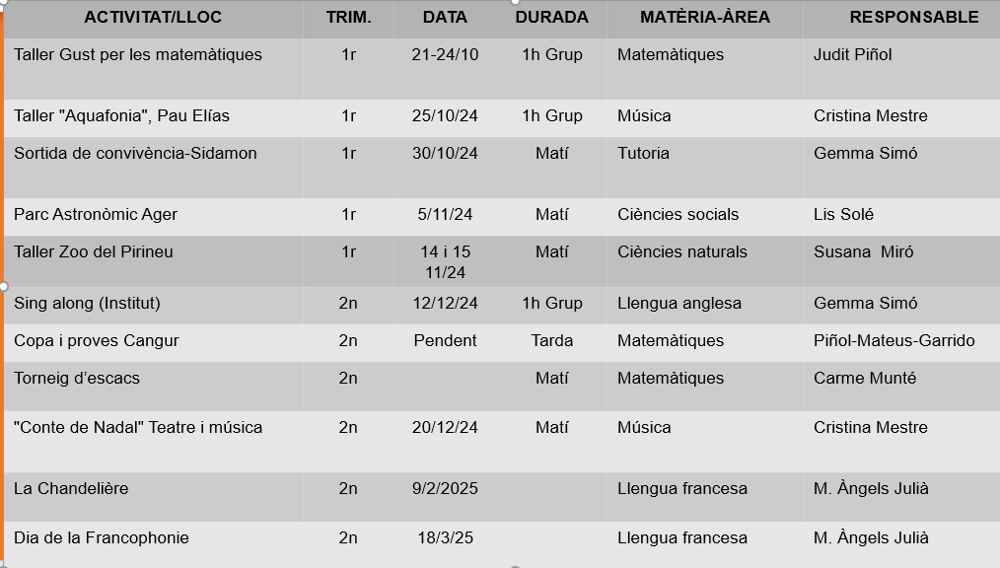 ACTIVITAT/LLOC TRIM. DATA DURADA MATÈRIA-ÀREA RESPONSABLE
Taller Gust per les matemàtiques 1r 21-24/10 1h Grup Matemàtiques Judit Piñol
Taller "Aquafonia", Pau Elías 1r 25/10/24 1h Grup Música Cristina Mestre
Sortida de convivència-Sidamon 1r 30/10/24 Matí Tutoria Gemma Simó
Parc Astronòmic Ager 1r 5/11/24 Matí Ciències socials Lis Solé
Taller Zoo del Pirineu 1r 14 i 15 Matí Ciències naturals Susana  Miró
11/24
Sing along (Institut) 2n 12/12/24 1h Grup Llengua anglesa Gemma Simó
Copa i proves Cangur 2n Pendent Tarda Matemàtiques Piñol-Mateus-Garrido
Torneig d’escacs 2n Matí Matemàtiques Carme Munté
"Conte de Nadal" Teatre i música 2n 20/12/24 Matí Música Cristina Mestre
La Chandelière 2n 9/2/2025 Llengua francesa M. Àngels Julià
Dia de la Francophonie 2n 18/3/25 Llengua francesa M. Àngels Julià